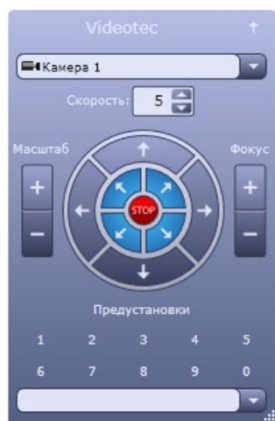 Videotec
Камера 1
Скорость: 5
Масштаб Фокус
+ +
STOP
− −
Предустановки
1 2 3 4 5
6 7 8 9 0